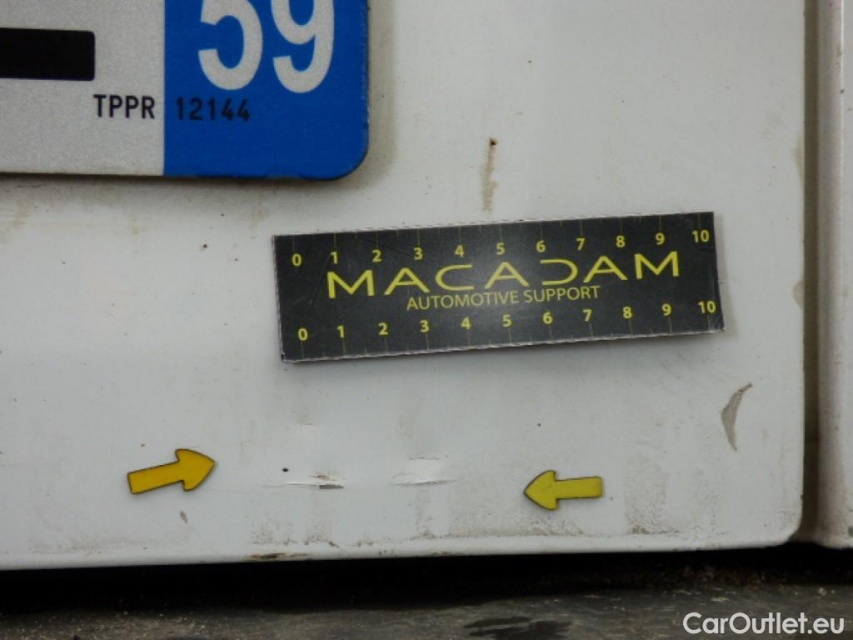 59
TPPR 12144
0 1 2 3 4 5 6 7 8 9 10
MACADAM
AUTOMOTIVE SUPPORT
0 1 2 3 4 5 6 7 8 9 10
CarOutlet.eu